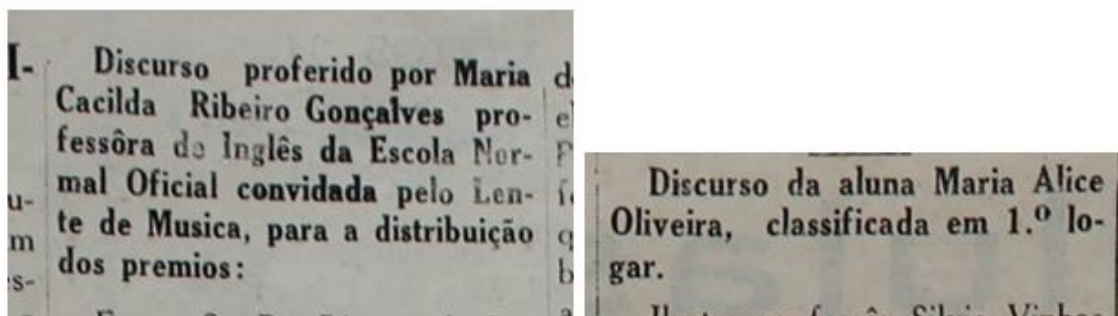 Discurso proferido por Maria
Cacilda Ribeiro Gonçalves pro-
fessôra de Inglês da Escola Nor-
mal Oficial convidada pelo Len-
te de Musica, para a distribuição
dos premios:
Discurso da aluna Maria Alice
Oliveira, classificada em 1.º lo-
gar.